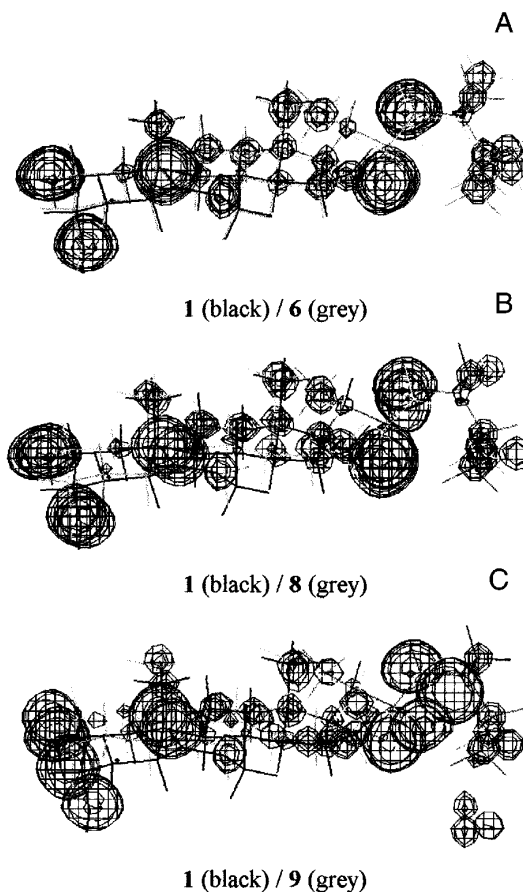 A
1 (black) / 6 (grey)
B
1 (black) / 8 (grey)
C
1 (black) / 9 (grey)